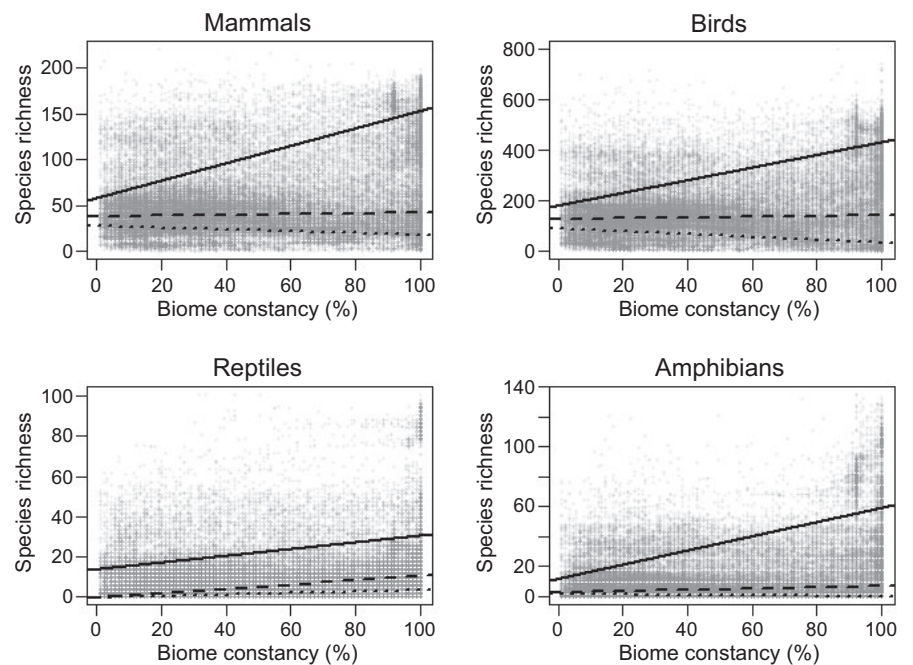 Mammals
Species richness
200
150
100
50
0
0 20 40 60 80 100
Biome constancy (%)
Birds
Species richness
800
600
400
200
0
0 20 40 60 80 100
Biome constancy (%)
Reptiles
Species richness
100
80
60
40
20
0
0 20 40 60 80 100
Biome constancy (%)
Amphibians
Species richness
140
100
60
20
0
0 20 40 60 80 100
Biome constancy (%)